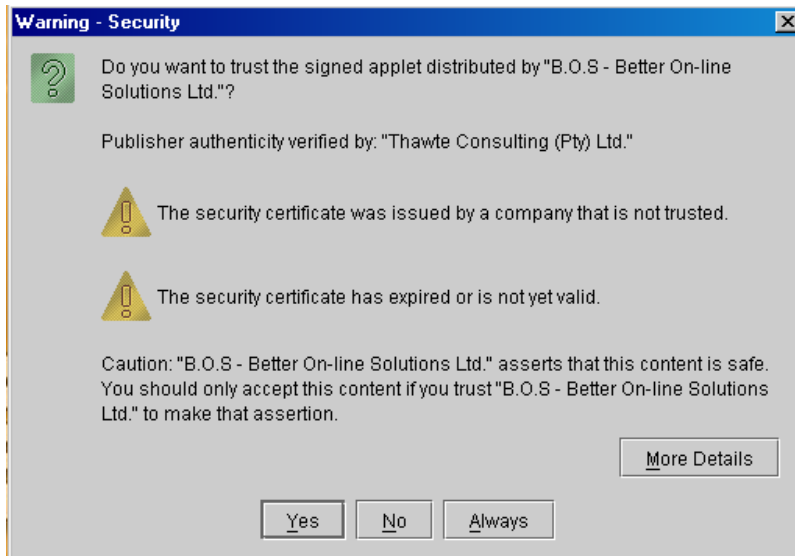 Warning - Security
Do you want to trust the signed applet distributed by "B.O.S - Better On-line
Solutions Ltd."?
Publisher authenticity verified by: "Thawte Consulting (Pty) Ltd."
The security certificate was issued by a company that is not trusted.
The security certificate has expired or is not yet valid.
Caution: "B.O.S - Better On-line Solutions Ltd." asserts that this content is safe.
You should only accept this content if you trust "B.O.S - Better On-line Solutions
Ltd." to make that assertion.
More Details
Yes No Always